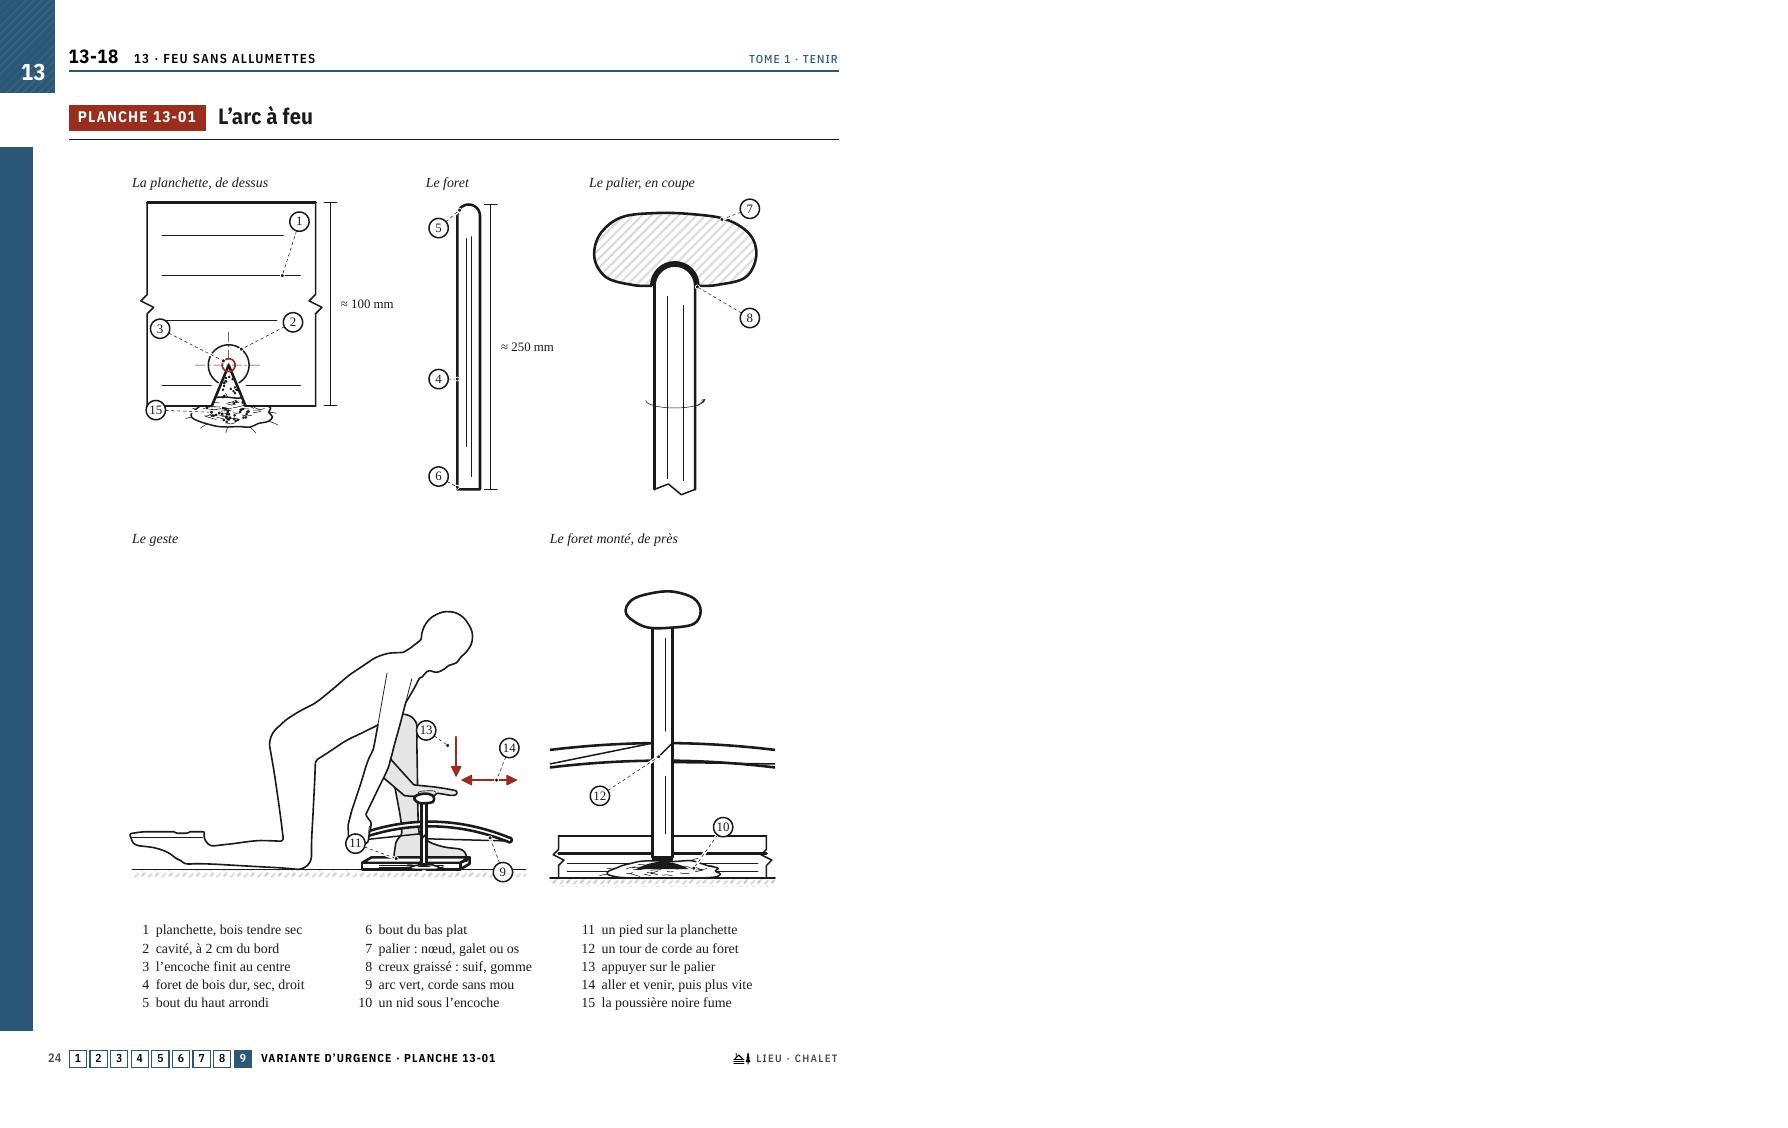 13
13-18 13 · FEU SANS ALLUMETTES TOME 1 · TENIR
PLANCHE 13-01 L’arc à feu
La planchette, de dessus Le foret Le palier, en coupe
1
7
5
≈ 100 mm
8
2
3
≈ 250 mm
4
15
6
Le geste Le foret monté, de près
13
14
12
10
11
9
1 planchette, bois tendre sec
2 cavité, à 2 cm du bord
3 l’encoche finit au centre
4 foret de bois dur, sec, droit
5 bout du haut arrondi
6 bout du bas plat
7 palier : nœud, galet ou os
8 creux graissé : suif, gomme
9 arc vert, corde sans mou
10 un nid sous l’encoche
11 un pied sur la planchette
12 un tour de corde au foret
13 appuyer sur le palier
14 aller et venir, puis plus vite
15 la poussière noire fume
24 1 2 3 4 5 6 7 8 9 VARIANTE D’URGENCE · PLANCHE 13-01 LIEU · CHALET